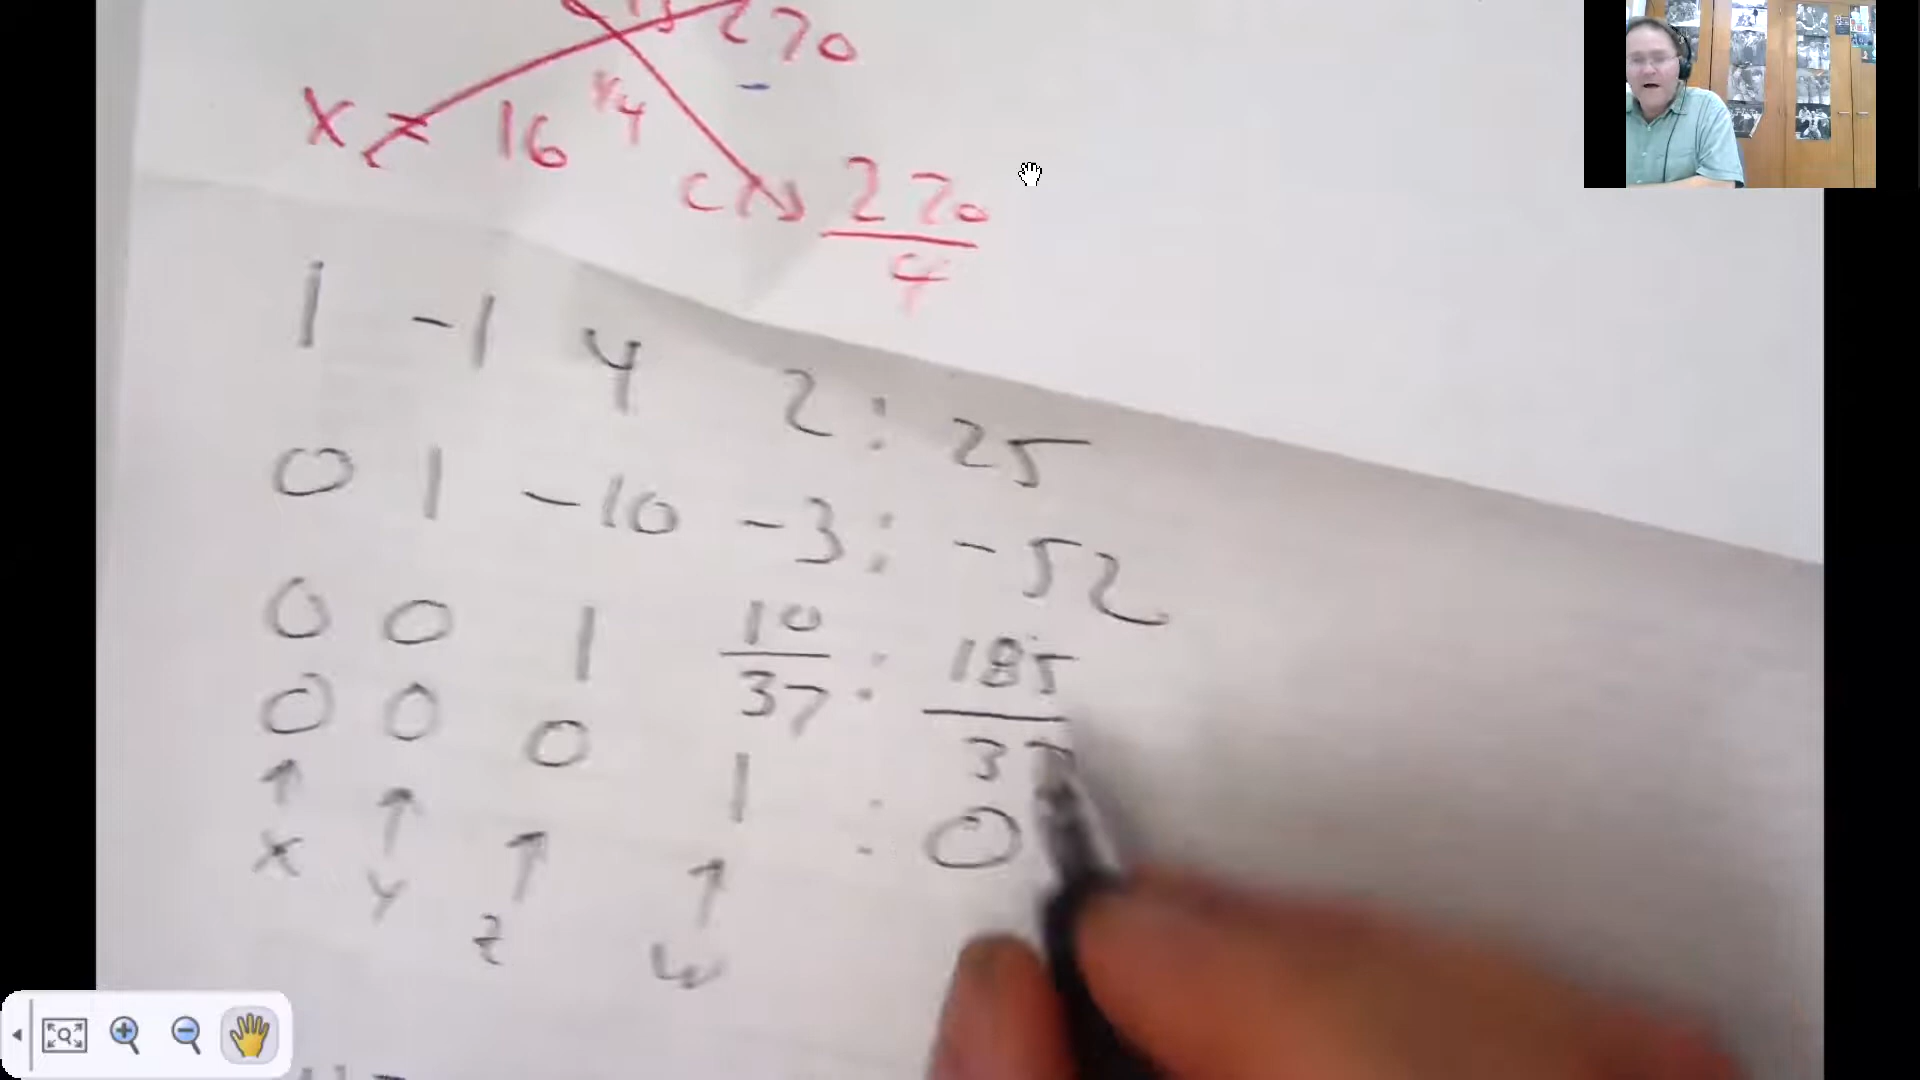 270
X 16 14
270
4
1 -1 4 2 : 25
0 1 -10 -3 : -52
0 0 1 10/37 : 185/37
0 0 0 1 : 0
↑ ↑ ↑ ↑
x y z w